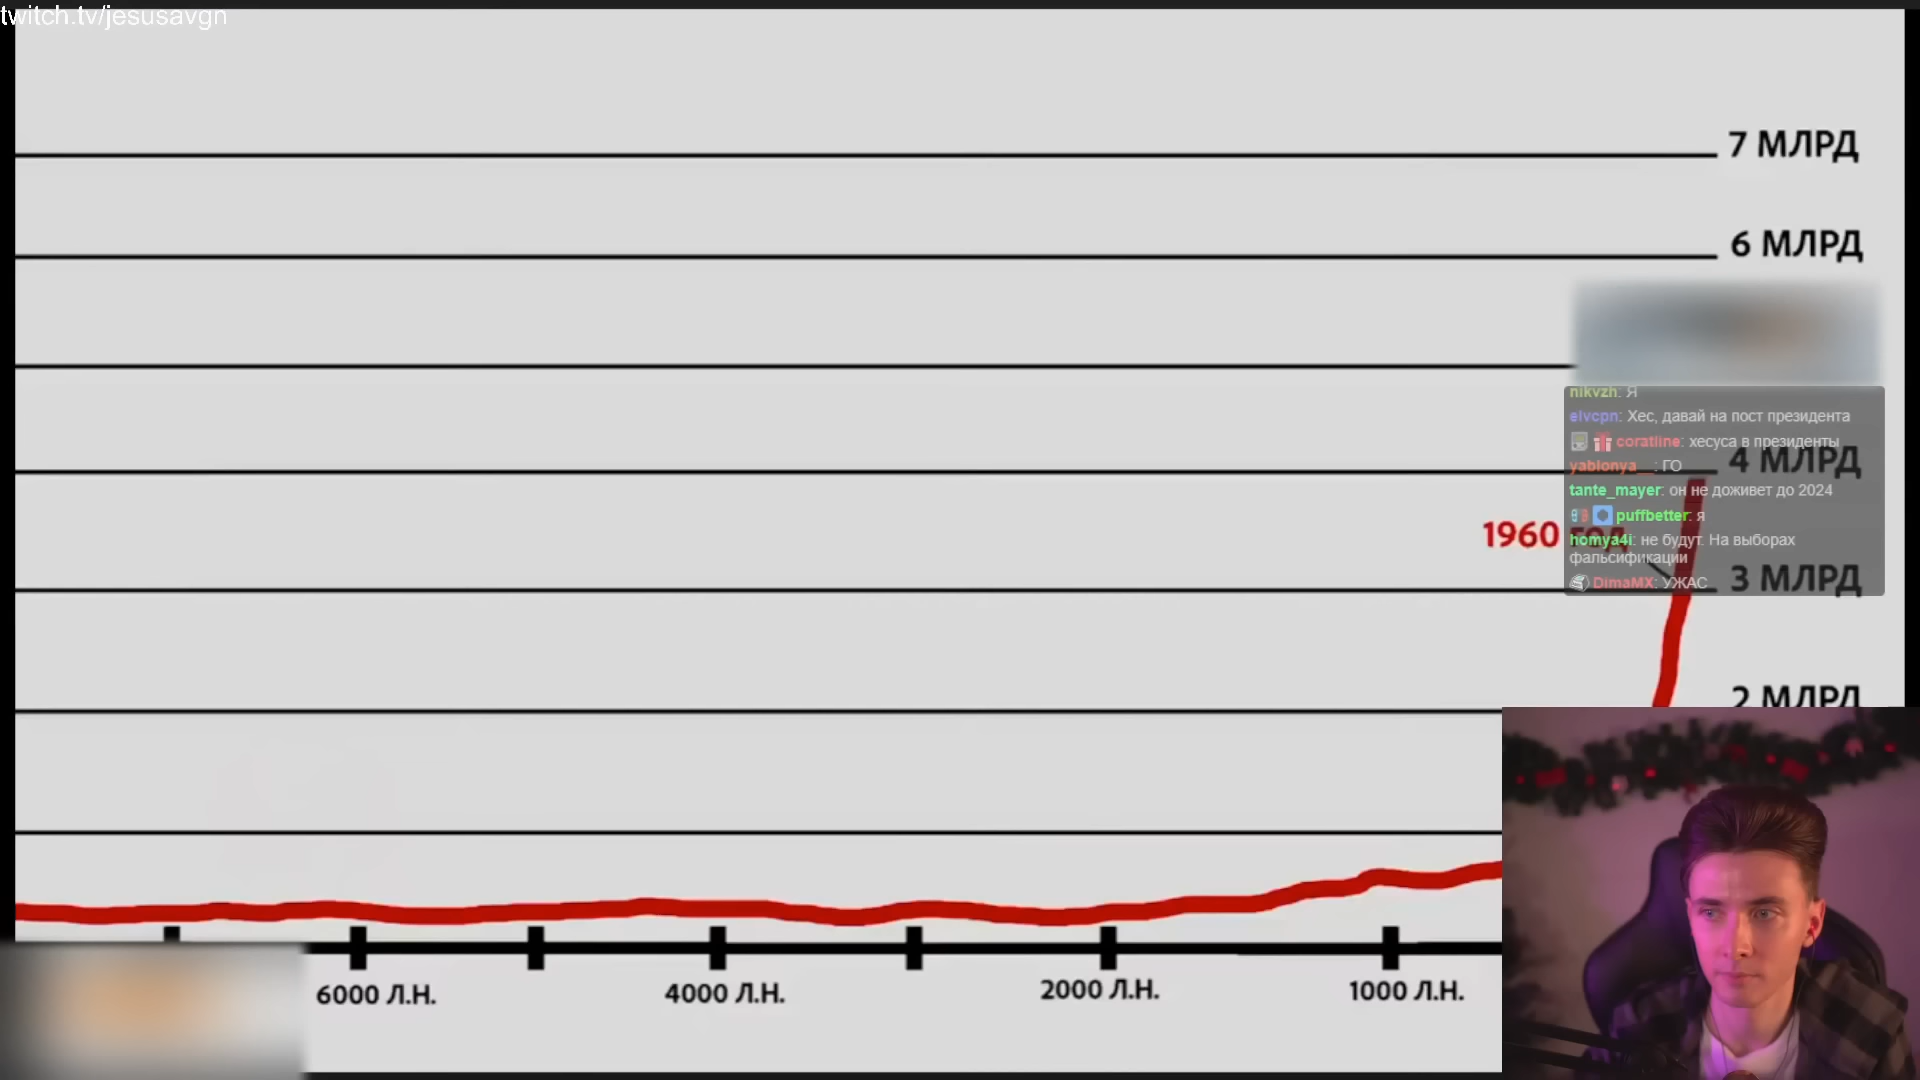 twitch.tv/jesusavgn
7 МЛРД
6 МЛРД
nikvzh: Я
elvcpn: Хес, давай на пост президента
coratline: хесуса в президенты
4 МЛРД
yablonya__: ГО
tante_mayer: он не доживет до 2024
puffbetter: я
1960 ГОД
homya4i: не будут. На выборах
фальсификации
DimaMX: УЖАС
3 МЛРД
2 МЛРД
6000 Л.Н.
4000 Л.Н.
2000 Л.Н.
1000 Л.Н.